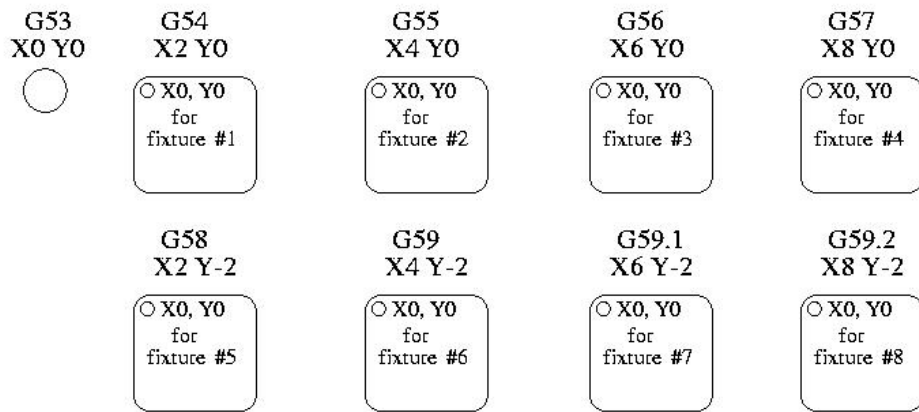 G53 G54 G55 G56 G57
X0 Y0 X2 Y0 X4 Y0 X6 Y0 X8 Y0
X0, Y0 X0, Y0 X0, Y0 X0, Y0
for for for for
fixture #1 fixture #2 fixture #3 fixture #4
G58 G59 G59.1 G59.2
X2 Y-2 X4 Y-2 X6 Y-2 X8 Y-2
X0, Y0 X0, Y0 X0, Y0 X0, Y0
for for for for
fixture #5 fixture #6 fixture #7 fixture #8